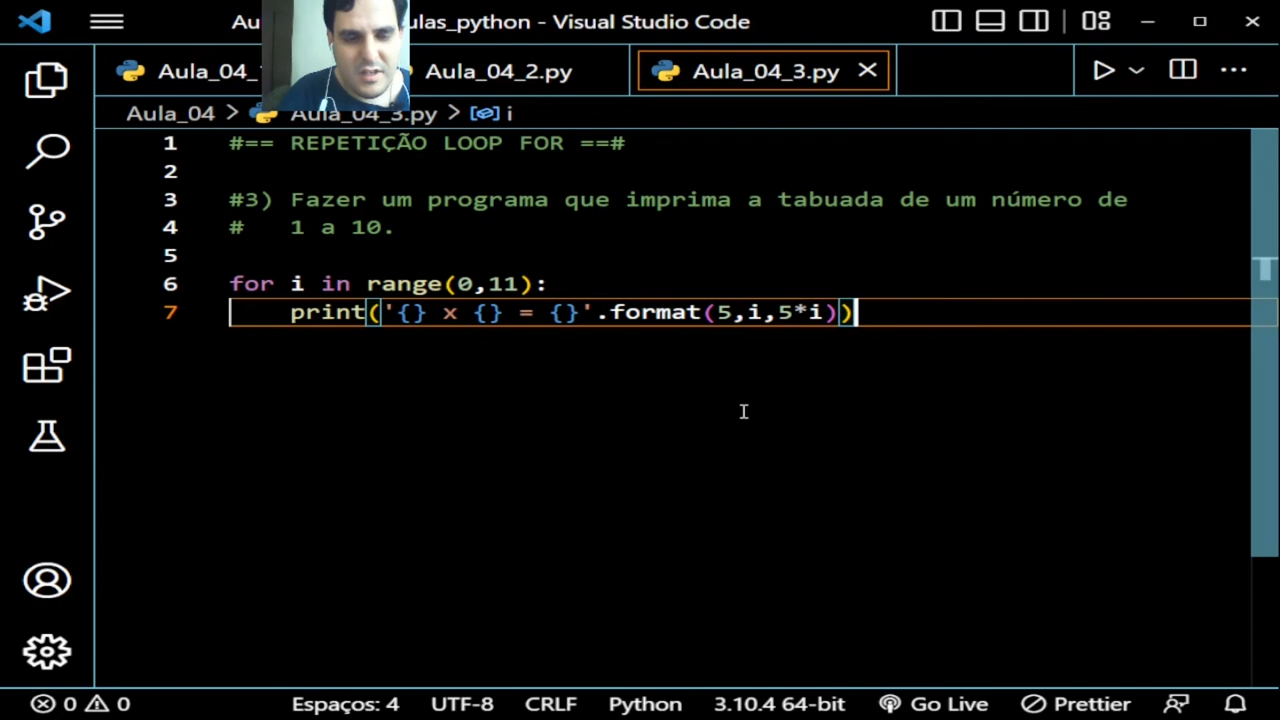 Au aulas_python - Visual Studio Code
Aula_04_ Aula_04_2.py Aula_04_3.py
Aula_04 > Aula_04_3.py > i
1 #== REPETIÇÃO LOOP FOR ==#
2
3 #3) Fazer um programa que imprima a tabuada de um número de
4 # 1 a 10.
5
6 for i in range(0,11):
7 print('{} x {} = {}'.format(5,i,5*i))
0 0 Espaços: 4 UTF-8 CRLF Python 3.10.4 64-bit Go Live Prettier